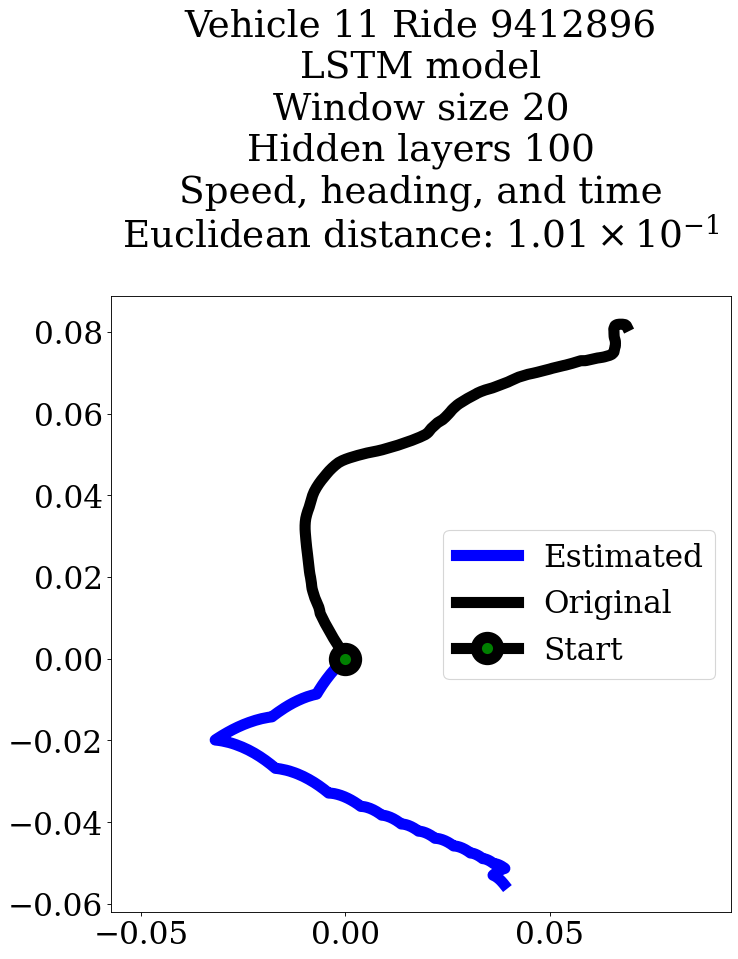 Vehicle 11 Ride 9412896
LSTM model
Window size 20
Hidden layers 100
Speed, heading, and time
Euclidean distance: 1.01 × 10⁻¹
0.08
0.06
0.04
0.02
0.00
−0.02
−0.04
−0.06
Estimated
Original
Start
−0.05
0.00
0.05